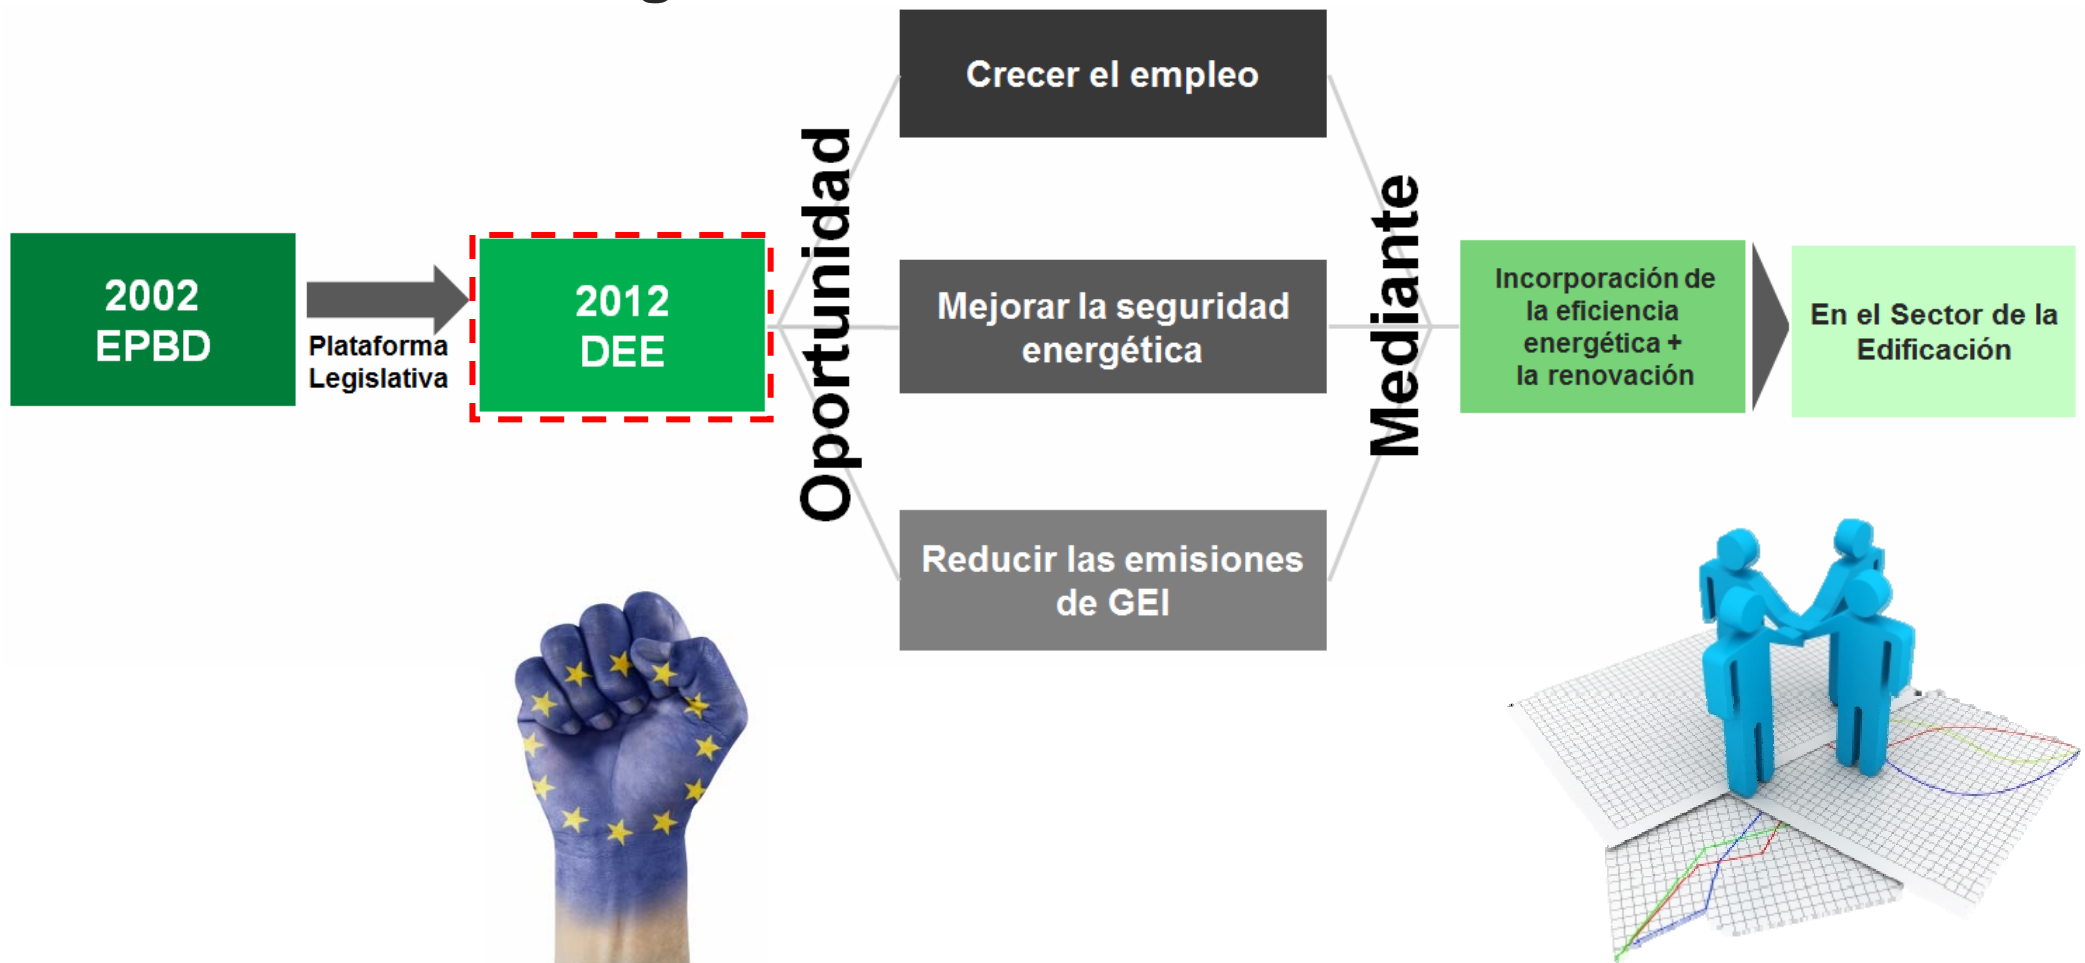 2002
EPBD
Plataforma
Legislativa
2012
DEE
Oportunidad
Crecer el empleo
Mejorar la seguridad
energética
Reducir las emisiones
de GEI
Mediante
Incorporación de
la eficiencia
energética +
la renovación
En el Sector de la
Edificación